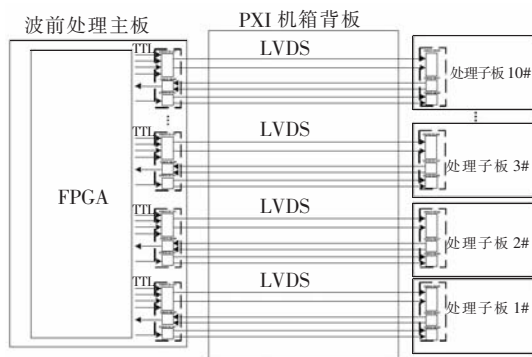 波前处理主板
PXI 机箱背板
TTL
LVDS
处理子板 10#
TTL
LVDS
处理子板 3#
FPGA
TTL
LVDS
处理子板 2#
TTL
LVDS
处理子板 1#